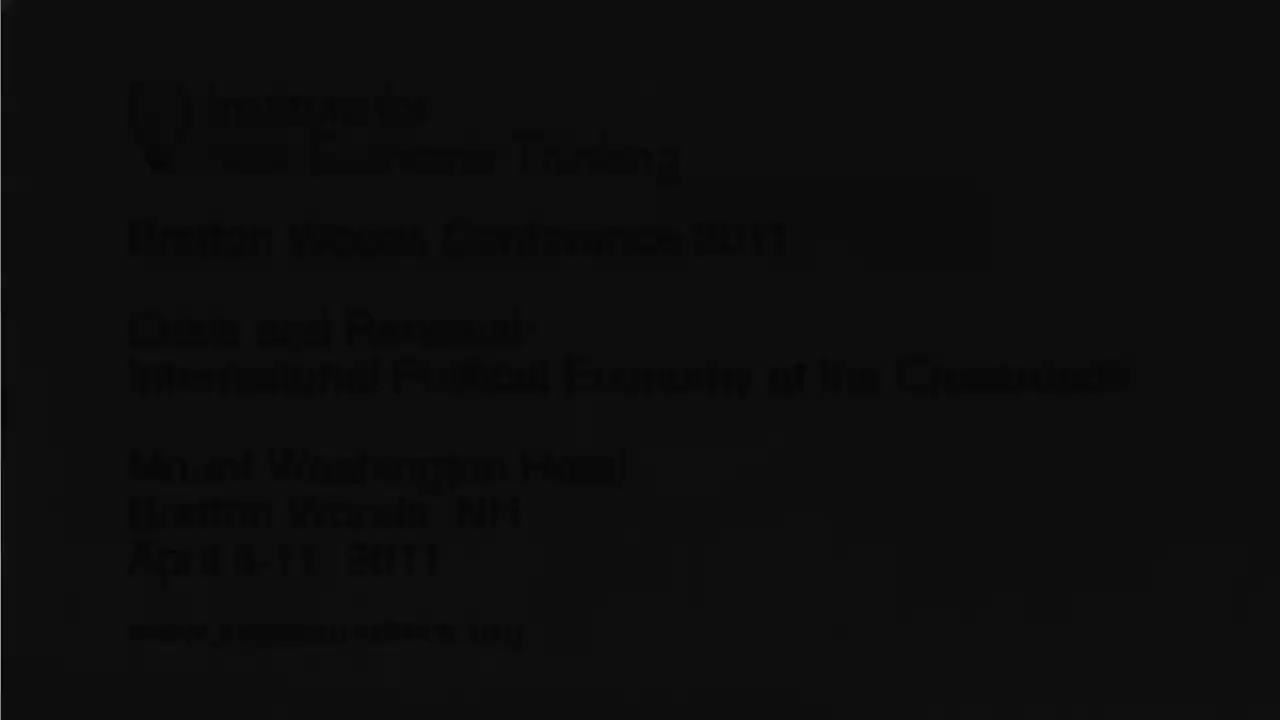 Institute for
New Economic Thinking
Bretton Woods Conference 2011
Crisis and Renewal:
International Political Economy at the Crossroads
Mount Washington Hotel
Bretton Woods, NH
April 8-11, 2011